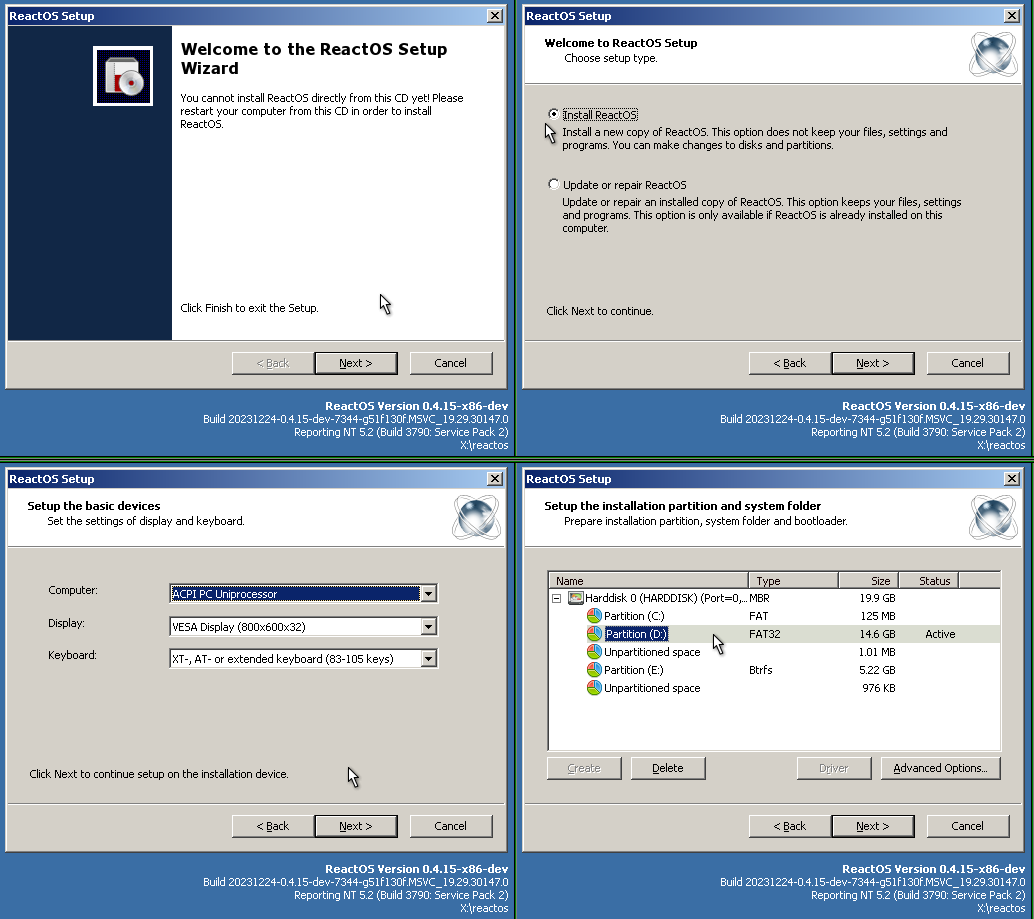 ReactOS Setup
Welcome to the ReactOS Setup
Wizard
You cannot install ReactOS directly from this CD yet! Please
restart your computer from this CD in order to install
ReactOS.
Click Finish to exit the Setup.
< Back
Next >
Cancel
ReactOS Version 0.4.15-x86-dev
Build 20231224-0.4.15-dev-7344-g51f130f.MSVC_19.29.30147.0
Reporting NT 5.2 (Build 3790: Service Pack 2)
X:\reactos
ReactOS Setup
Welcome to ReactOS Setup
Choose setup type.
Install ReactOS
Install a new copy of ReactOS. This option does not keep your files, settings and
programs. You can make changes to disks and partitions.
Update or repair ReactOS
Update or repair an installed copy of ReactOS. This option keeps your files, settings
and programs. This option is only available if ReactOS is already installed on this
computer.
Click Next to continue.
< Back
Next >
Cancel
ReactOS Version 0.4.15-x86-dev
Build 20231224-0.4.15-dev-7344-g51f130f.MSVC_19.29.30147.0
Reporting NT 5.2 (Build 3790: Service Pack 2)
X:\reactos
ReactOS Setup
Setup the basic devices
Set the settings of display and keyboard.
Computer: ACPI PC Uniprocessor
Display: VESA Display (800x600x32)
Keyboard: XT-, AT- or extended keyboard (83-105 keys)
Click Next to continue setup on the installation device.
< Back
Next >
Cancel
ReactOS Version 0.4.15-x86-dev
Build 20231224-0.4.15-dev-7344-g51f130f.MSVC_19.29.30147.0
Reporting NT 5.2 (Build 3790: Service Pack 2)
X:\reactos
ReactOS Setup
Setup the installation partition and system folder
Prepare installation partition, system folder and bootloader.
Name Type Size Status
Harddisk 0 (HARDDISK) (Port=0,... MBR 19.9 GB
Partition (C:) FAT 125 MB
Partition (D:) FAT32 14.6 GB Active
Unpartitioned space 1.01 MB
Partition (E:) Btrfs 5.22 GB
Unpartitioned space 976 KB
Create
Delete
Driver
Advanced Options...
< Back
Next >
Cancel
ReactOS Version 0.4.15-x86-dev
Build 20231224-0.4.15-dev-7344-g51f130f.MSVC_19.29.30147.0
Reporting NT 5.2 (Build 3790: Service Pack 2)
X:\reactos